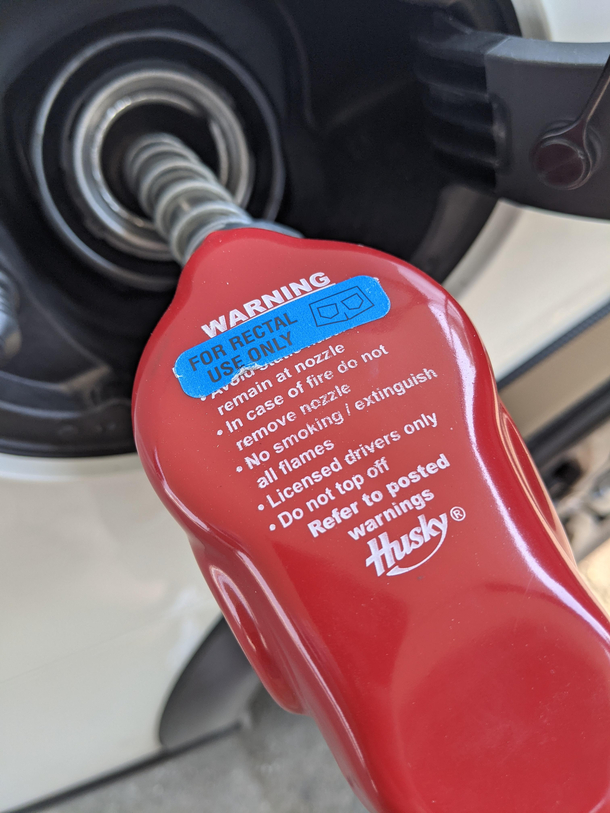 WARNING
FOR RECTAL
USE ONLY
• Avoid
remain at nozzle
• In case of fire do not
remove nozzle
• No smoking / extinguish
all flames
• Licensed drivers only
• Do not top off
Refer to posted
warnings
Husky®